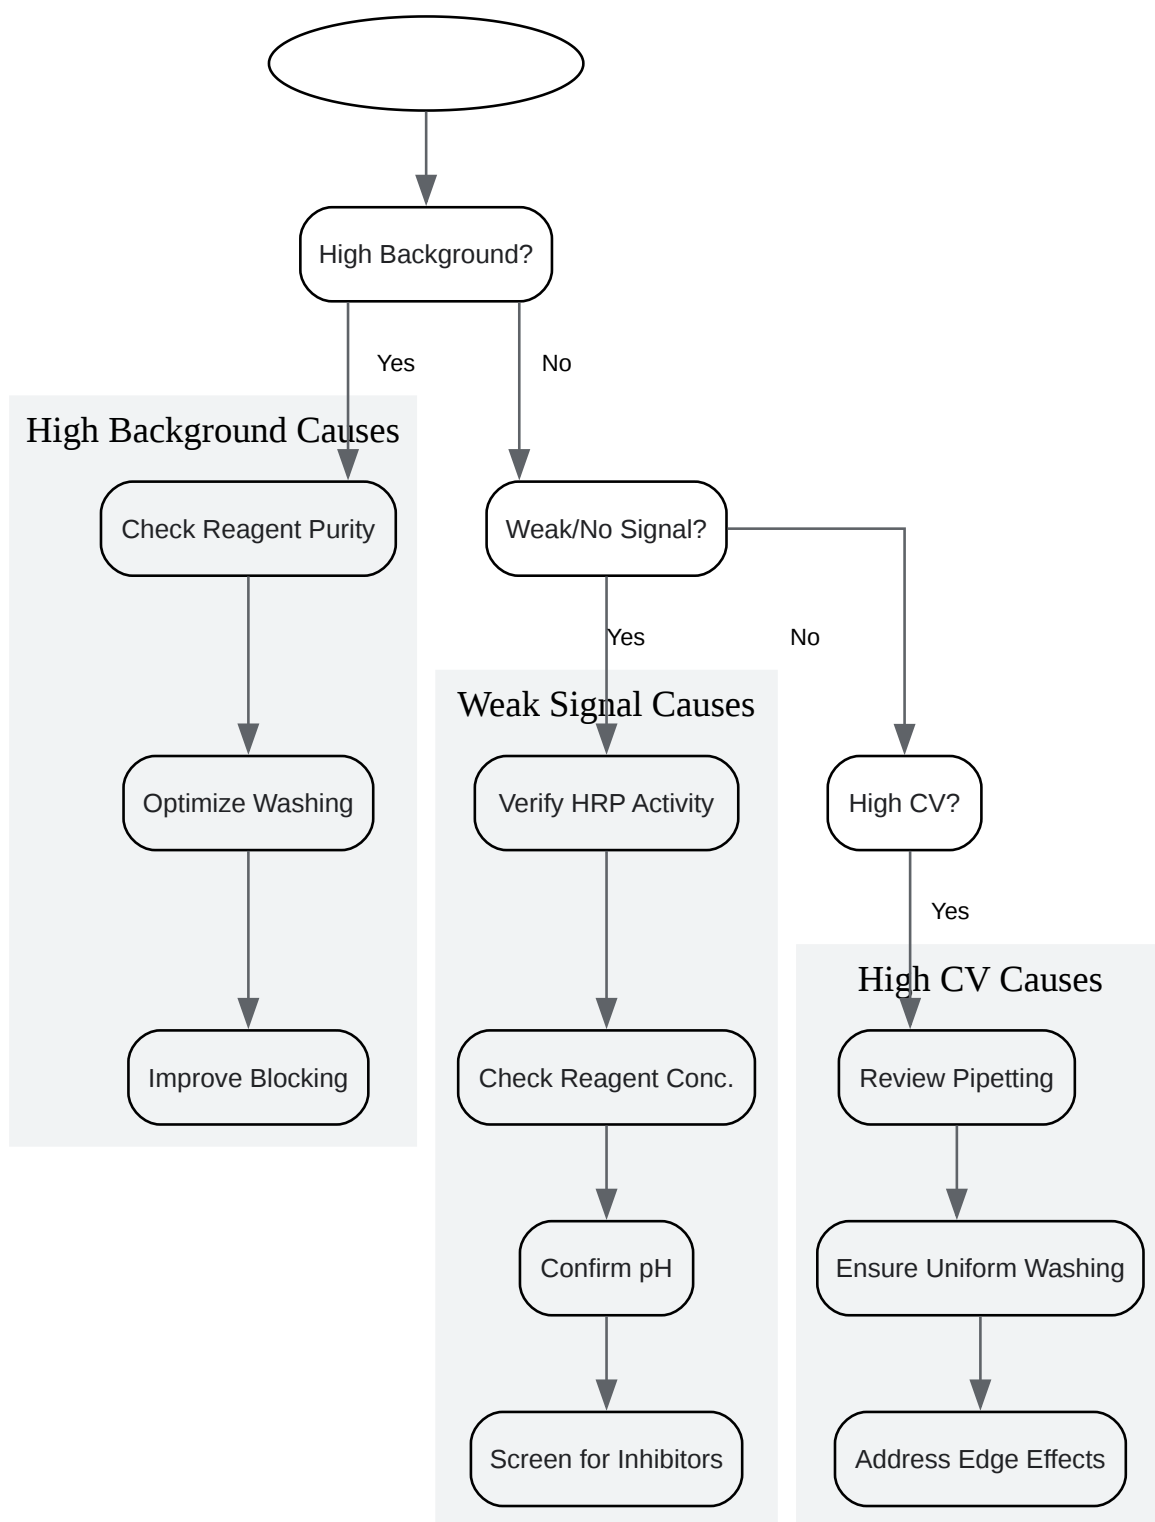 High Background?
Yes
No
High Background Causes
Check Reagent Purity
Weak/No Signal?
Yes
No
Weak Signal Causes
Optimize Washing
Verify HRP Activity
High CV?
Yes
High CV Causes
Improve Blocking
Check Reagent Conc.
Review Pipetting
Confirm pH
Ensure Uniform Washing
Screen for Inhibitors
Address Edge Effects